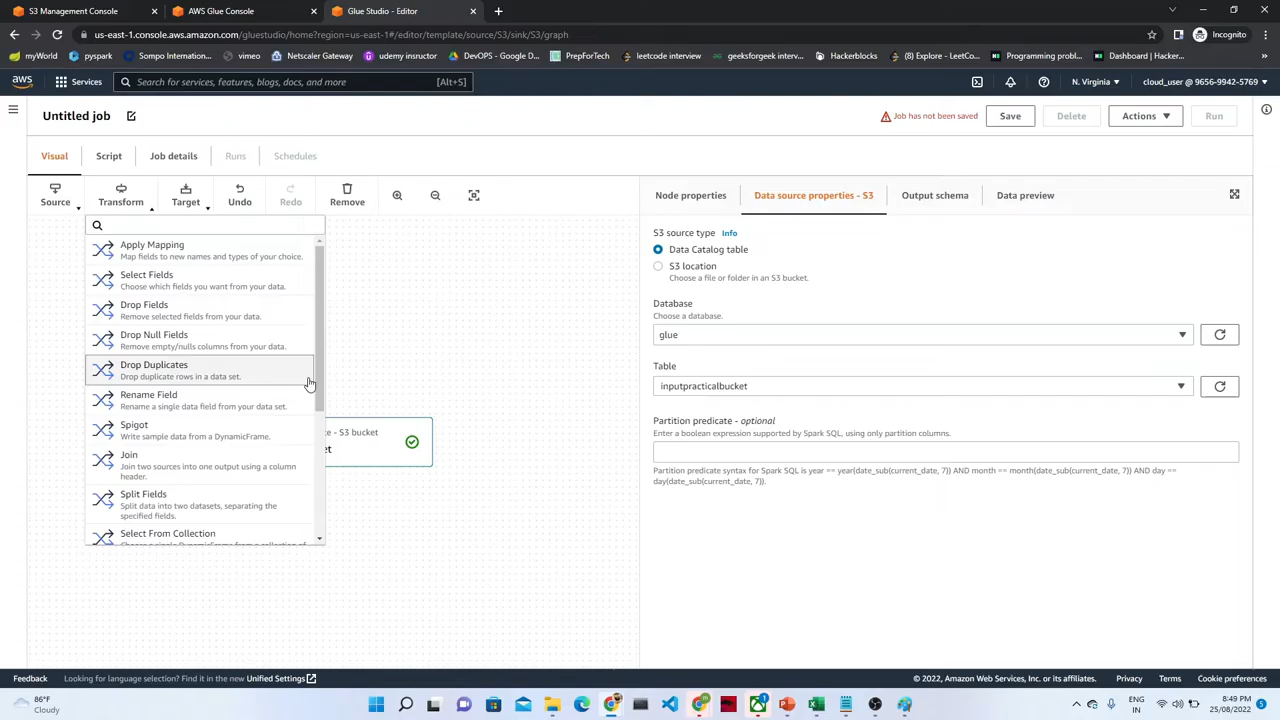 S3 Management Console
AWS Glue Console
Glue Studio - Editor
us-east-1.console.aws.amazon.com/gluestudio/home?region=us-east-1#/editor/template/source/S3/sink/S3/graph
Incognito
myWorld
pyspark
Sompo Internation...
vimeo
Netscaler Gateway
udemy insructor
DevOPS - Google D...
PrepForTech
leetcode interview
geeksforgeek interv...
Hackerblocks
Explore - LeetCo...
Programming probl...
Dashboard | Hacker...
aws
Services
Search for services, features, blogs, docs, and more
[Alt+S]
N. Virginia
cloud_user @ 9656-9942-5769
Untitled job
Job has not been saved
Save
Delete
Actions
Run
Visual
Script
Job details
Runs
Schedules
Source
Transform
Target
Undo
Redo
Remove
Node properties
Data source properties - S3
Output schema
Data preview
Apply Mapping
Map fields to new names and types of your choice.
Select Fields
Choose which fields you want from your data.
Drop Fields
Remove selected fields from your data.
Drop Null Fields
Remove empty/nulls columns from your data.
Drop Duplicates
Drop duplicate rows in a data set.
Rename Field
Rename a single data field from your data set.
Spigot
Write sample data from a DynamicFrame.
Join
Join two sources into one output using a column
header.
Split Fields
Split data into two datasets, separating the
specified fields.
Select From Collection
Choose a single DynamicFrame from a collection of
ce - S3 bucket
et
S3 source type
Info
Data Catalog table
S3 location
Choose a file or folder in an S3 bucket.
Database
Choose a database.
glue
Table
inputpracticalbucket
Partition predicate - optional
Enter a boolean expression supported by Spark SQL, using only partition columns.
Partition predicate syntax for Spark SQL is year == year(date_sub(current_date, 7)) AND month == month(date_sub(current_date, 7)) AND day ==
day(date_sub(current_date, 7)).
Feedback
Looking for language selection? Find it in the new Unified Settings
© 2022, Amazon Web Services, Inc. or its affiliates.
Privacy
Terms
Cookie preferences
86°F
Cloudy
1
ENG
IN
8:49 PM
25/08/2022
5